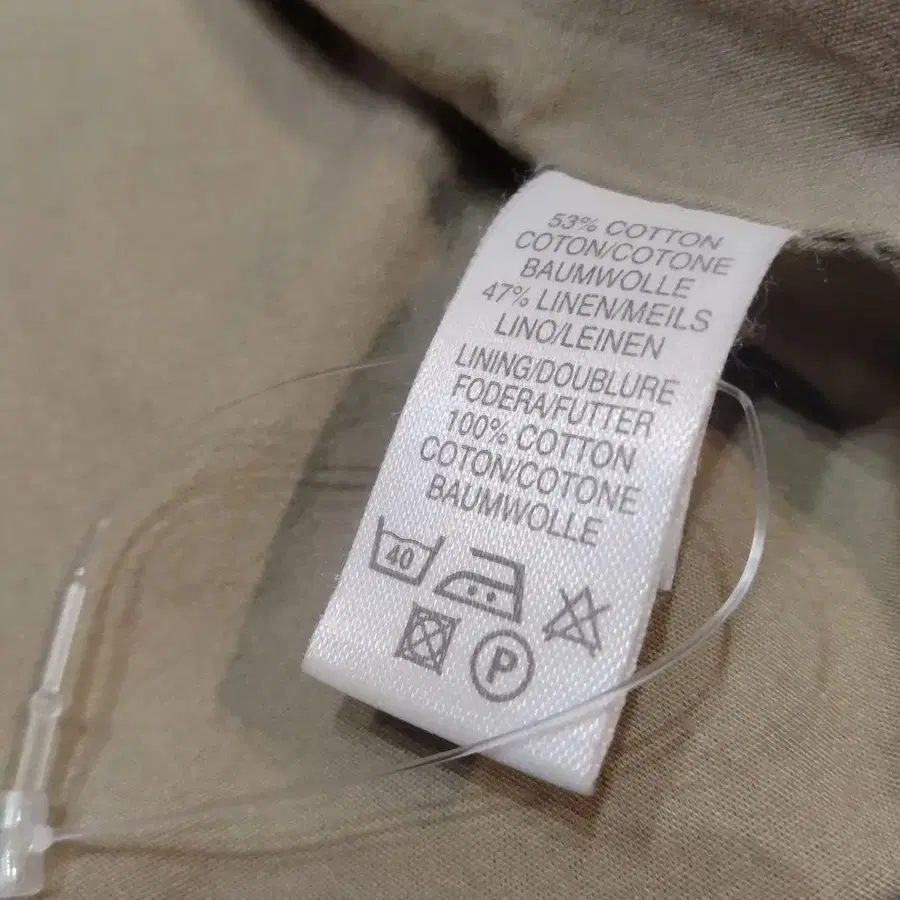 53% COTTON
COTON/COTONE
BAUMWOLLE
47% LINEN/MEILS
LINO/LEINEN
LINING/DOUBLURE
FODERA/FUTTER
100% COTTON
COTON/COTONE
BAUMWOLLE
40
P